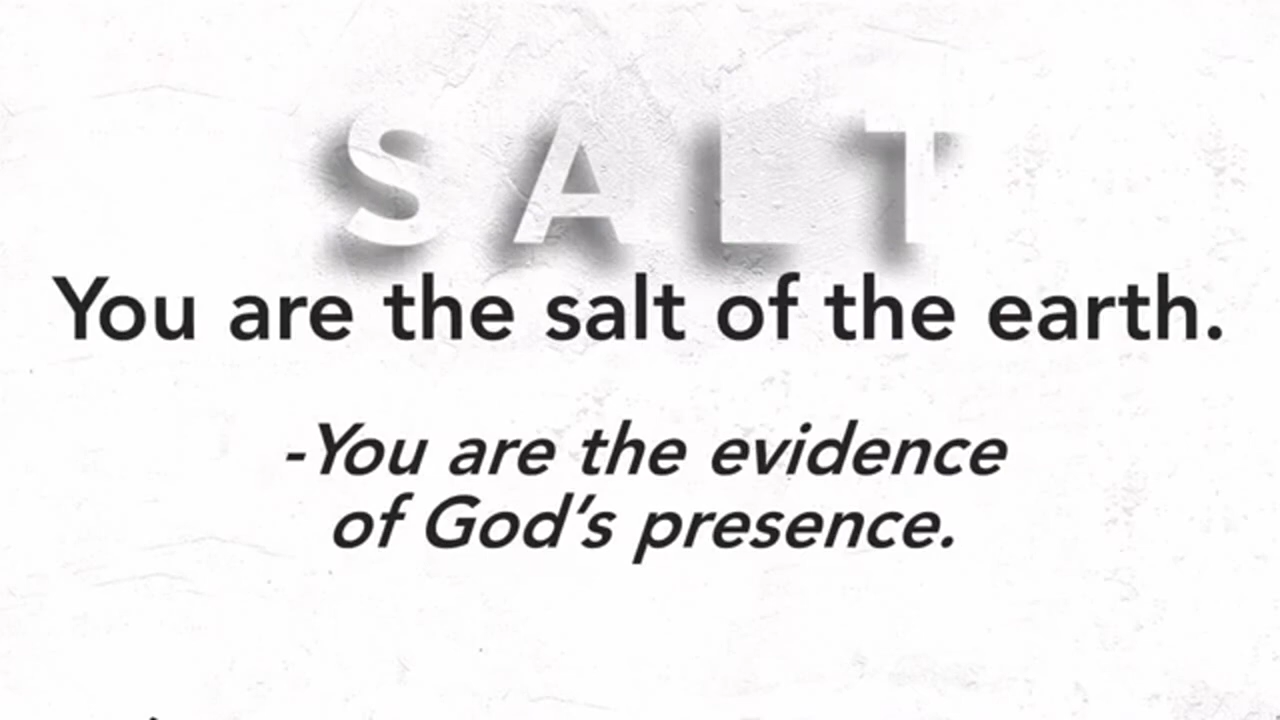 SALT
You are the salt of the earth.
-You are the evidence
of God’s presence.